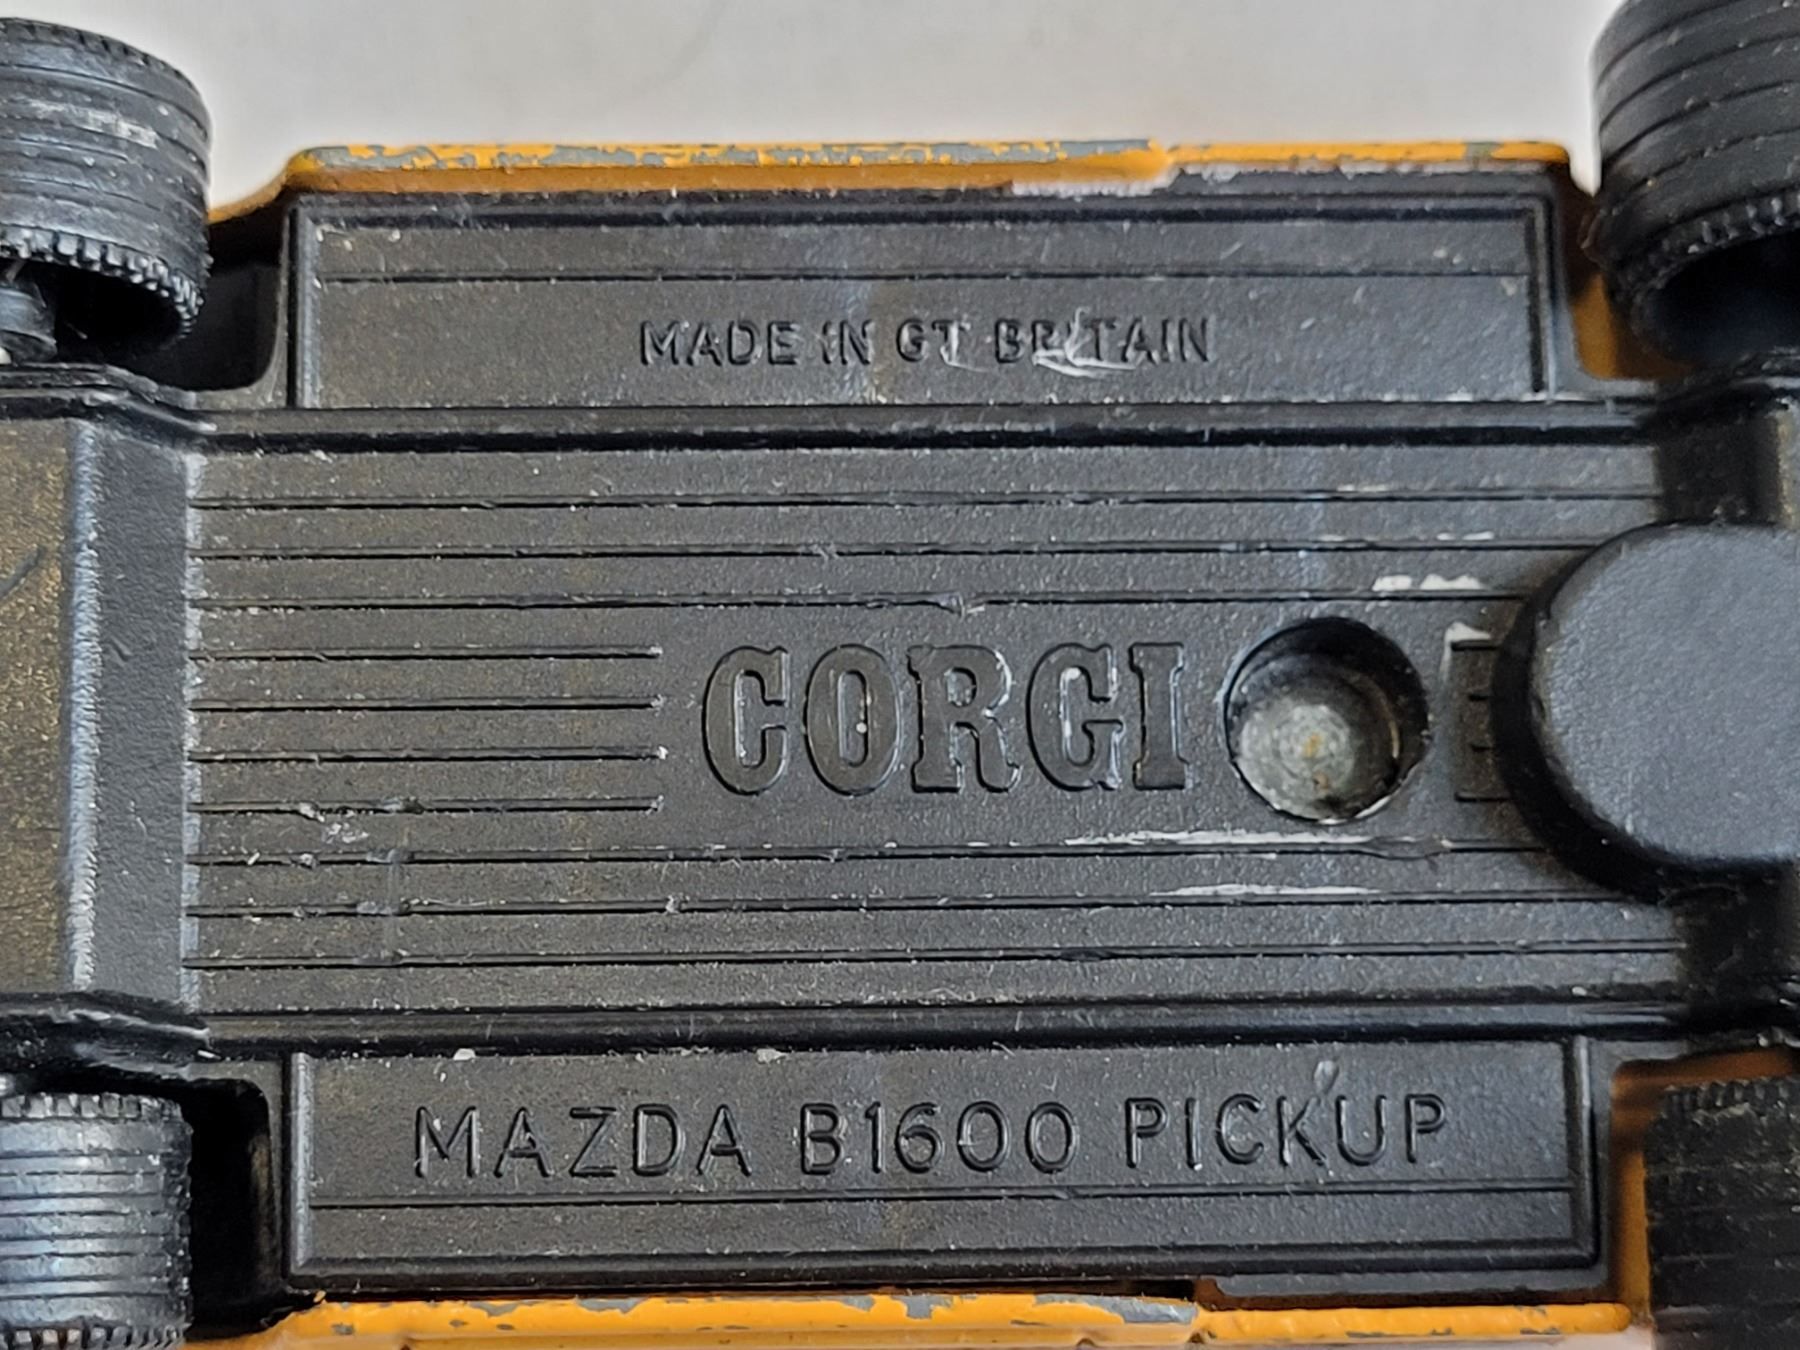 MADE IN GT BRITAIN
CORGI
MAZDA B1600 PICKUP